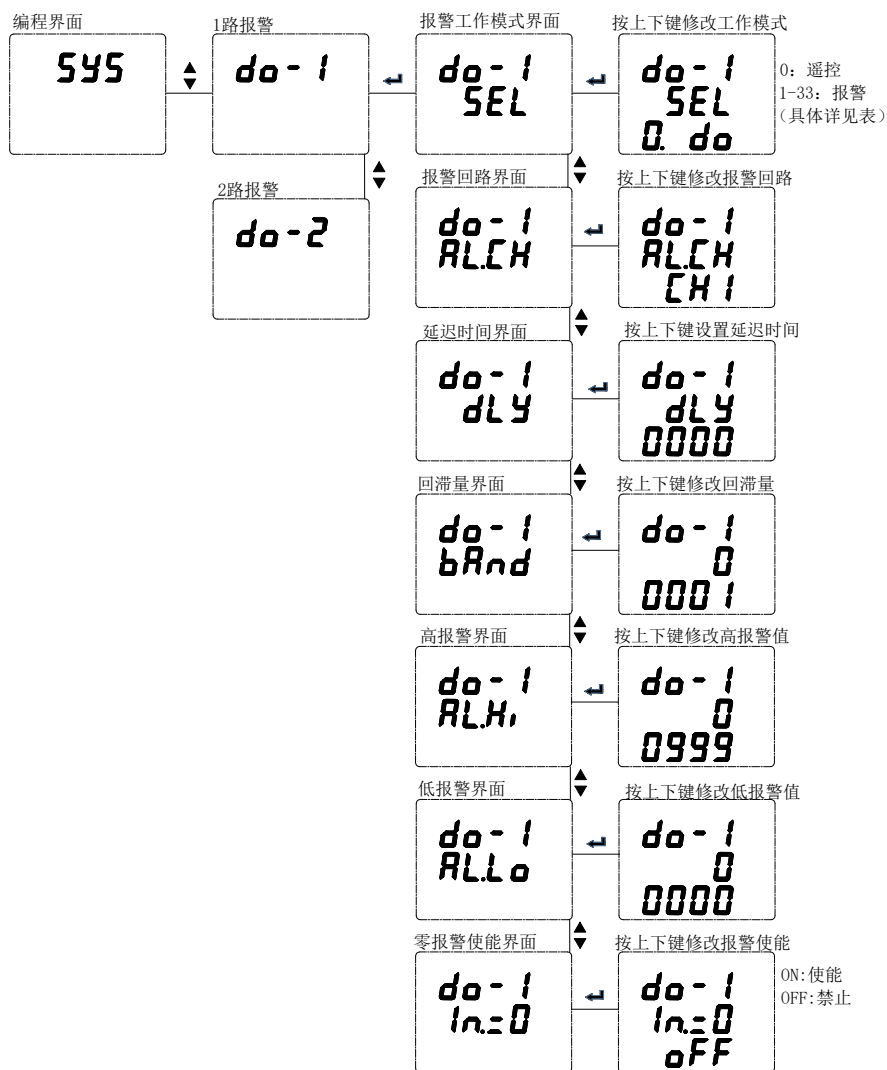 编程界面
SYS
1路报警
do-1
2路报警
do-2
报警工作模式界面
do-1
SEL
按上下键修改工作模式
do-1
SEL
0. do
0：遥控
1-33：报警
（具体详见表）
报警回路界面
do-1
AL.CH
按上下键修改报警回路
do-1
AL.CH
CH1
延迟时间界面
do-1
dLY
按上下键设置延迟时间
do-1
dLY
0000
回滞量界面
do-1
bAnd
按上下键修改回滞量
do-1
0
0001
高报警界面
do-1
AL.Hi
按上下键修改高报警值
do-1
0
0999
低报警界面
do-1
AL.Lo
按上下键修改低报警值
do-1
0
0000
零报警使能界面
do-1
In.=0
按上下键修改报警使能
do-1
In.=0
oFF
ON:使能
OFF:禁止